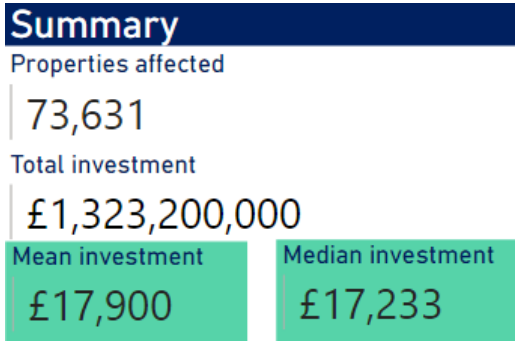 Summary
Properties affected
73,631
Total investment
£1,323,200,000
Mean investment
£17,900
Median investment
£17,233